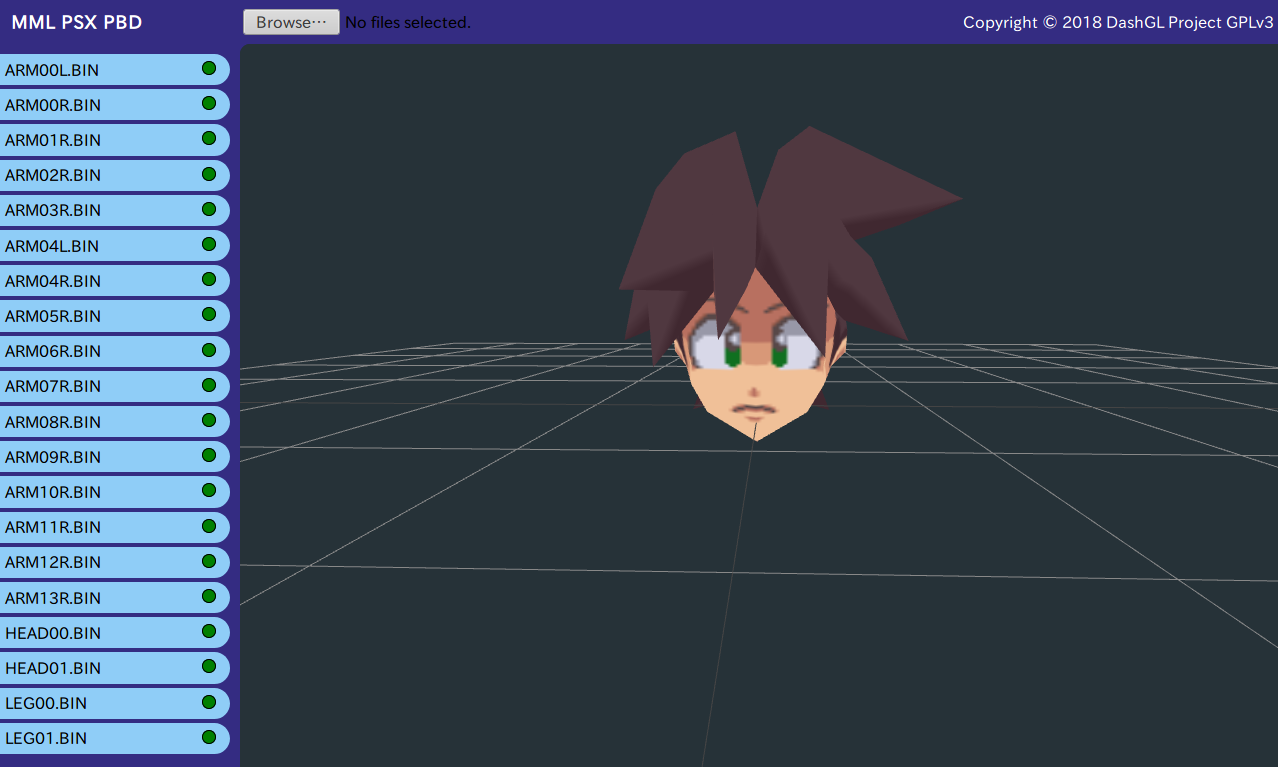 MML PSX PBD
Browse… No files selected.
Copyright © 2018 DashGL Project GPLv3
ARM00L.BIN
ARM00R.BIN
ARM01R.BIN
ARM02R.BIN
ARM03R.BIN
ARM04L.BIN
ARM04R.BIN
ARM05R.BIN
ARM06R.BIN
ARM07R.BIN
ARM08R.BIN
ARM09R.BIN
ARM10R.BIN
ARM11R.BIN
ARM12R.BIN
ARM13R.BIN
HEAD00.BIN
HEAD01.BIN
LEG00.BIN
LEG01.BIN